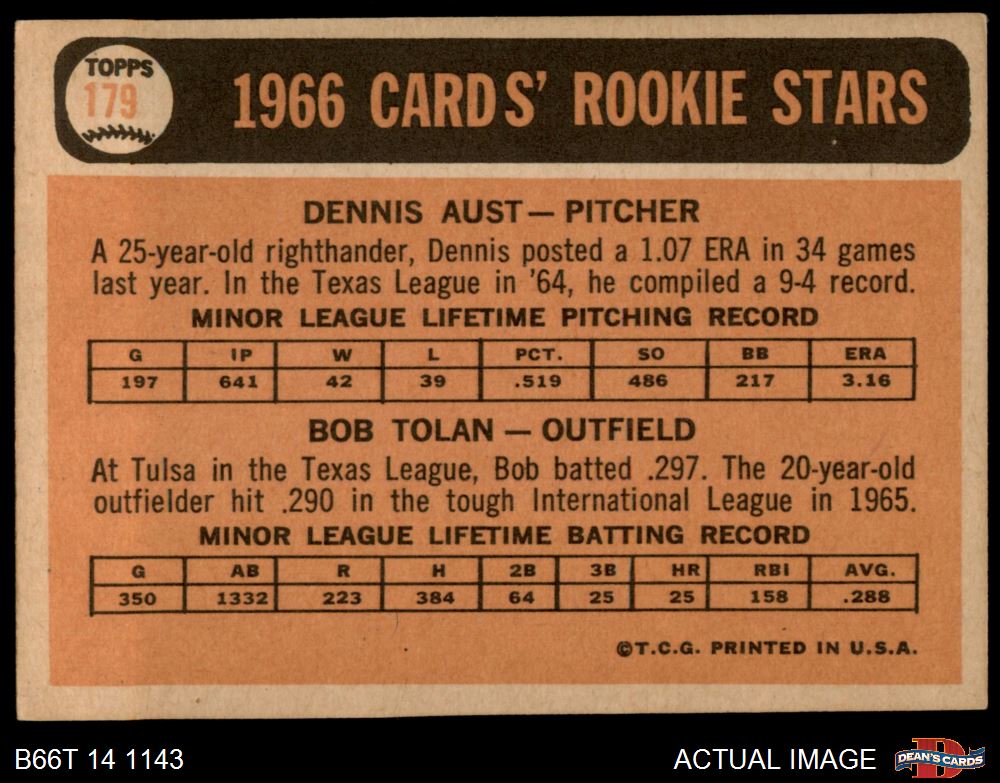 TOPPS
179
1966 CARDS' ROOKIE STARS
DENNIS AUST — PITCHER
A 25-year-old righthander, Dennis posted a 1.07 ERA in 34 games
last year. In the Texas League in '64, he compiled a 9-4 record.
MINOR LEAGUE LIFETIME PITCHING RECORD
G IP W L PCT. SO BB ERA
197 641 42 39 .519 486 217 3.16
BOB TOLAN — OUTFIELD
At Tulsa in the Texas League, Bob batted .297. The 20-year-old
outfielder hit .290 in the tough International League in 1965.
MINOR LEAGUE LIFETIME BATTING RECORD
G AB R H 2B 3B HR RBI AVG.
350 1332 223 384 64 25 25 158 .288
©T.C.G. PRINTED IN U.S.A.
B66T 14 1143
ACTUAL IMAGE
D
DEAN'S CARDS